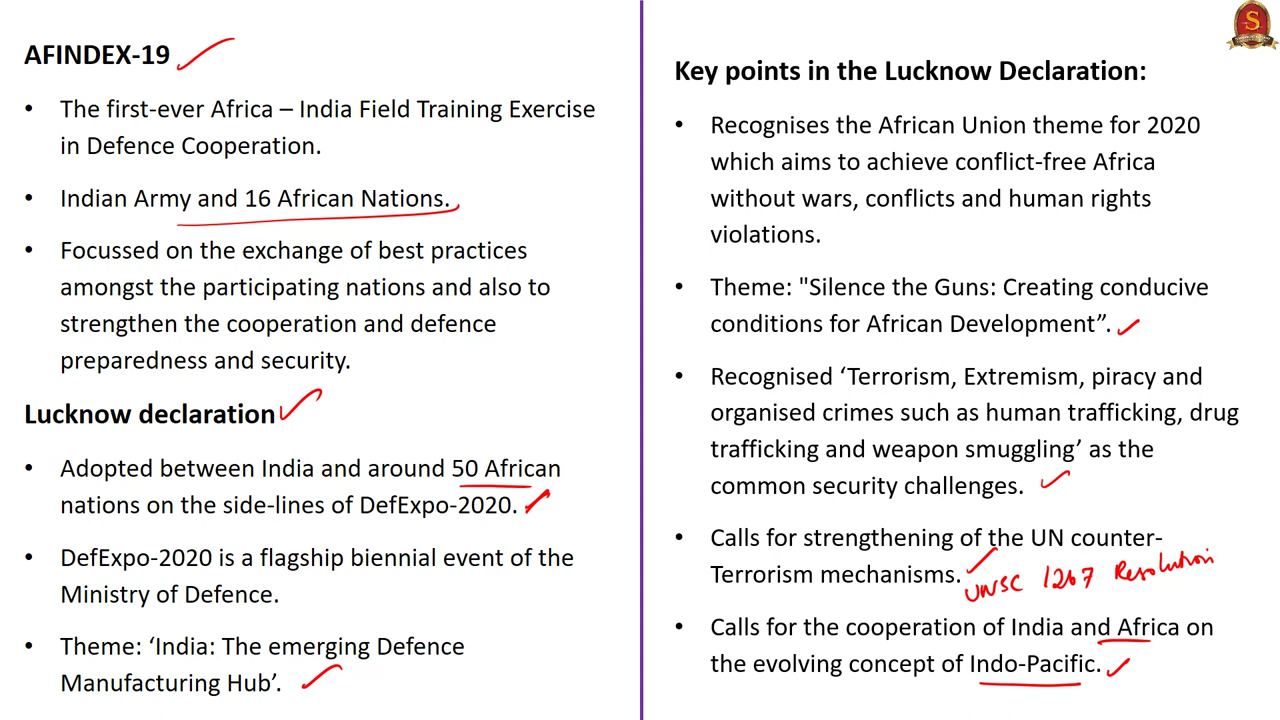 AFINDEX-19
• The first-ever Africa – India Field Training Exercise
in Defence Cooperation.
• Indian Army and 16 African Nations.
• Focussed on the exchange of best practices
amongst the participating nations and also to
strengthen the cooperation and defence
preparedness and security.
Lucknow declaration
• Adopted between India and around 50 African
nations on the side-lines of DefExpo-2020.
• DefExpo-2020 is a flagship biennial event of the
Ministry of Defence.
• Theme: ‘India: The emerging Defence
Manufacturing Hub’.
Key points in the Lucknow Declaration:
• Recognises the African Union theme for 2020
which aims to achieve conflict-free Africa
without wars, conflicts and human rights
violations.
• Theme: "Silence the Guns: Creating conducive
conditions for African Development”.
• Recognised ‘Terrorism, Extremism, piracy and
organised crimes such as human trafficking, drug
trafficking and weapon smuggling’ as the
common security challenges.
• Calls for strengthening of the UN counter-
Terrorism mechanisms.
UNSC 1267 Resolution
• Calls for the cooperation of India and Africa on
the evolving concept of Indo-Pacific.
S